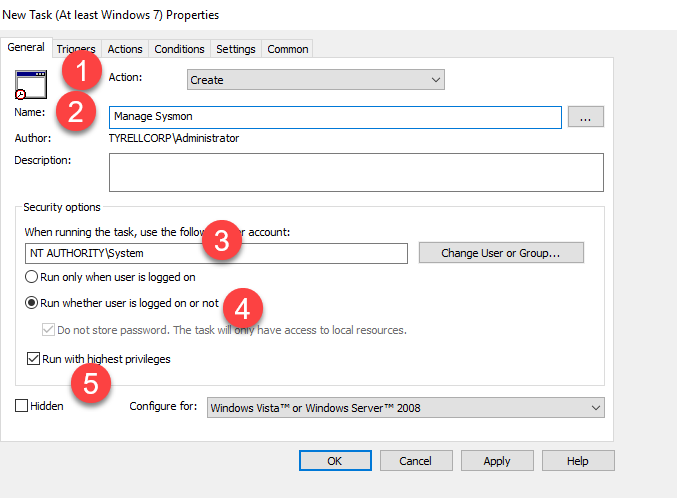 New Task (At least Windows 7) Properties
General Triggers Actions Conditions Settings Common
1
Action: Create
2
Name: Manage Sysmon ...
Author: TYRELLCORP\Administrator
Description:
Security options
When running the task, use the following user account:
3
NT AUTHORITY\System Change User or Group...
Run only when user is logged on
Run whether user is logged on or not
4
Do not store password. The task will only have access to local resources.
Run with highest privileges
5
Hidden Configure for: Windows Vista™ or Windows Server™ 2008
OK Cancel Apply Help